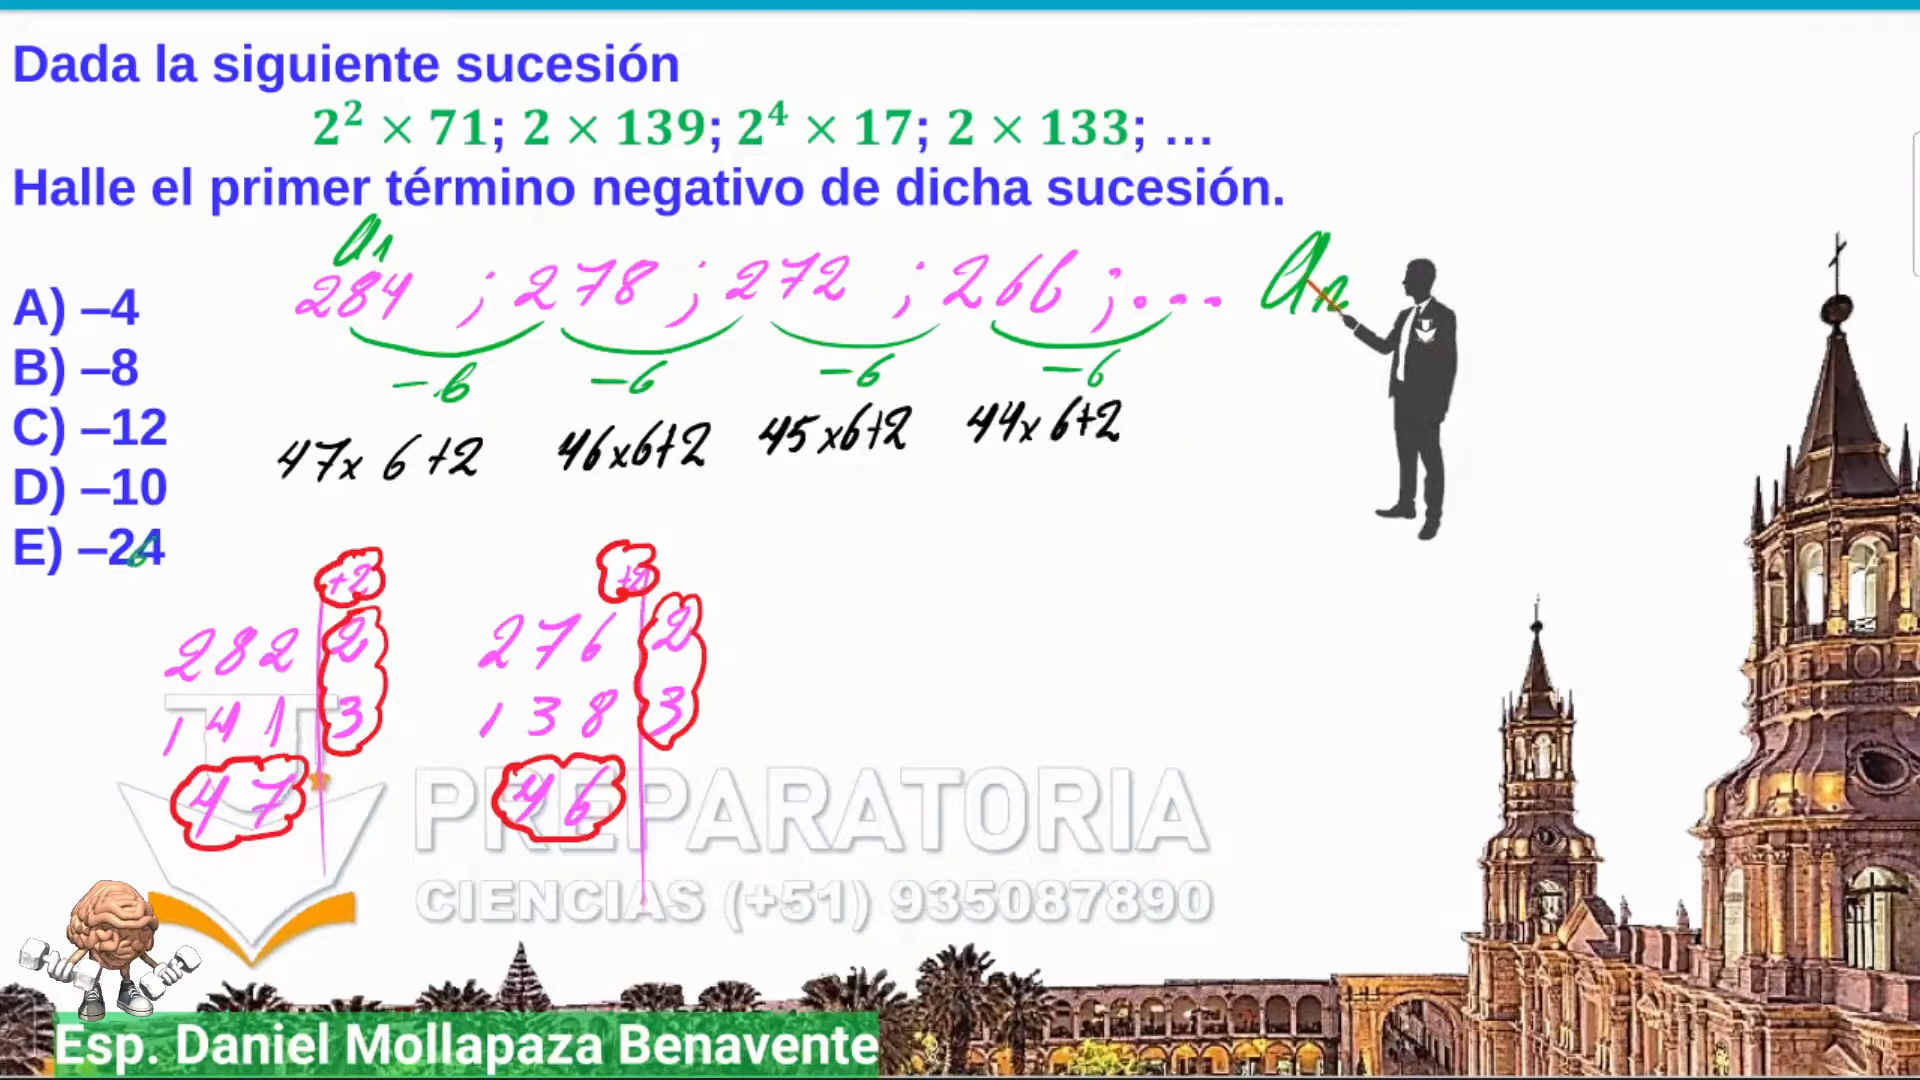 Dada la siguiente sucesión
2² × 71; 2 × 139; 2⁴ × 17; 2 × 133; …
Halle el primer término negativo de dicha sucesión.
a₁
284 ; 278 ; 272 ; 266 ; ... aₙ
−6 −6 −6 −6
47x 6 +2 46x6+2 45x6+2 44x 6+2
A) –4
B) –8
C) –12
D) –10
E) –24
6
+2 +2
282 2 276 2
141 3 138 3
47 46
PREPARATORIA
CIENCIAS (+51) 935087890
Esp. Daniel Mollapaza Benavente